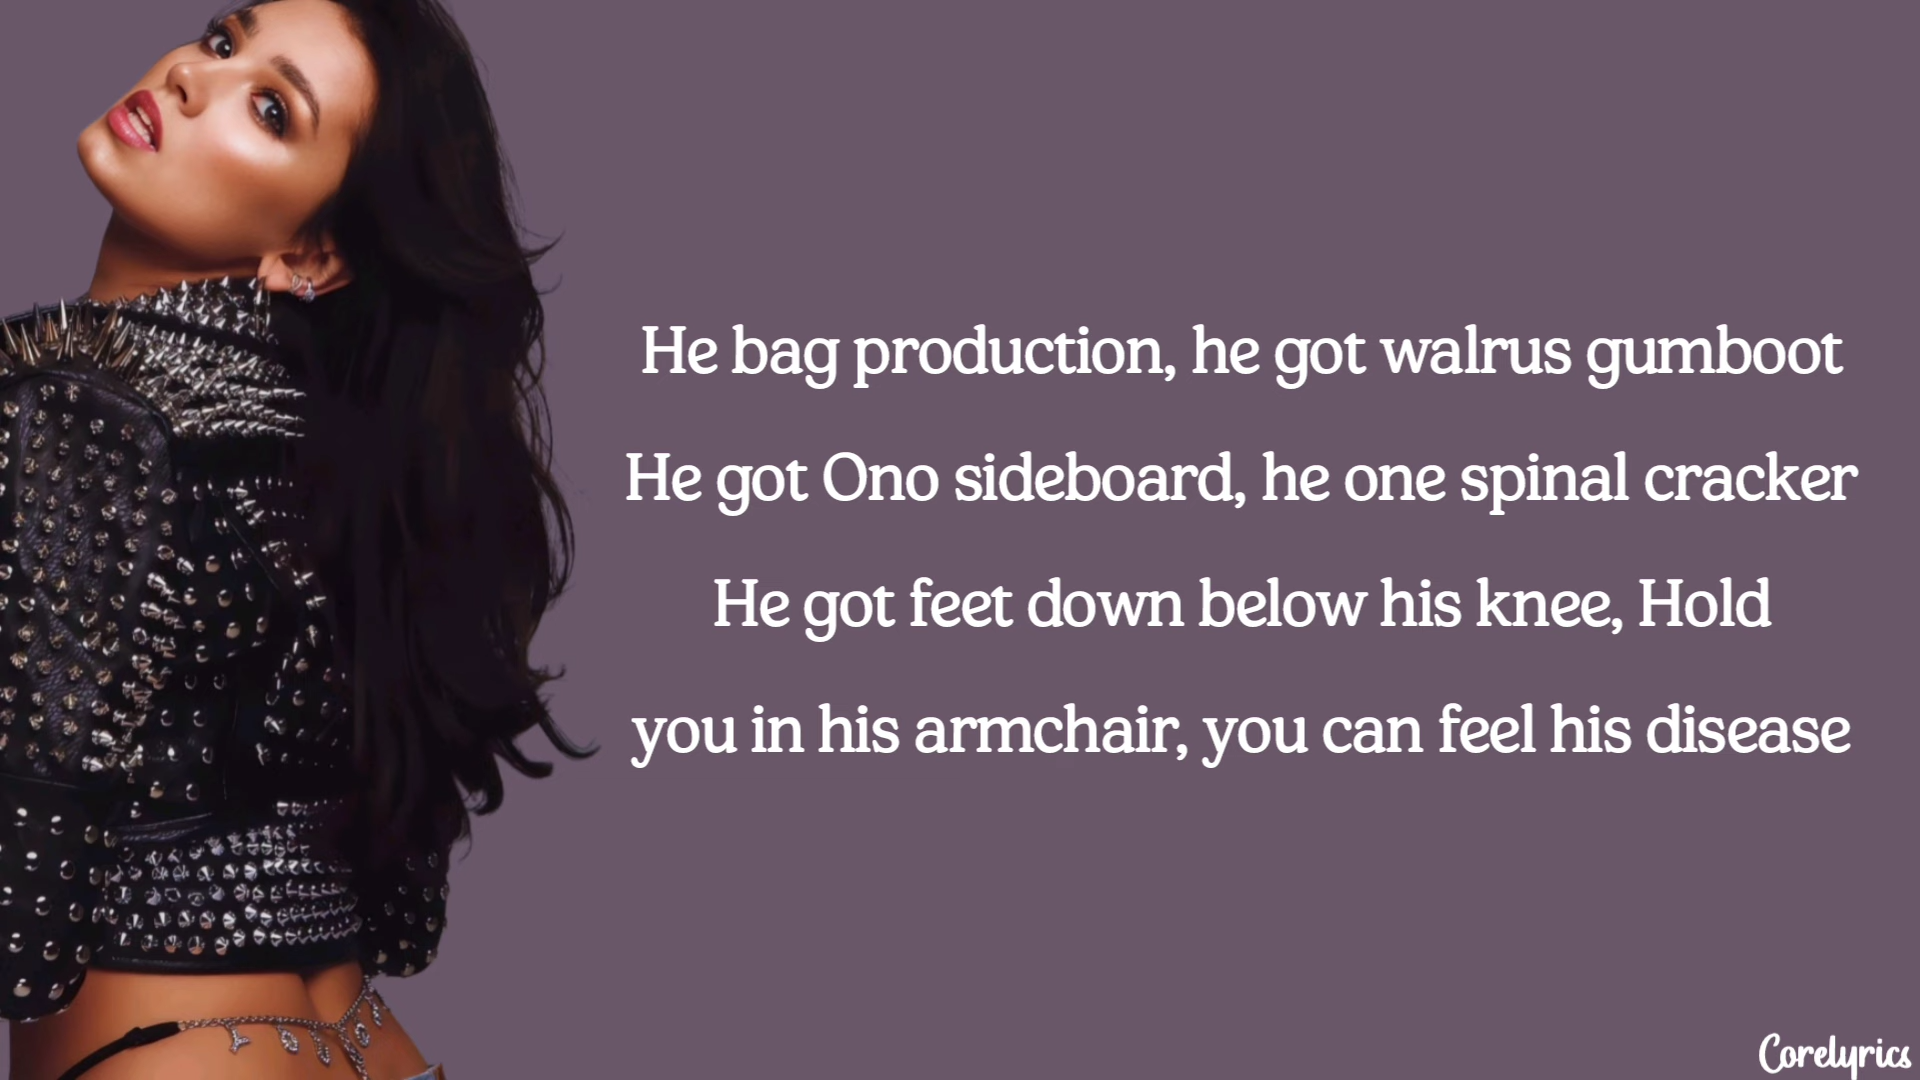 He bag production, he got walrus gumboot
He got Ono sideboard, he one spinal cracker
He got feet down below his knee, Hold
you in his armchair, you can feel his disease
Corelyrics